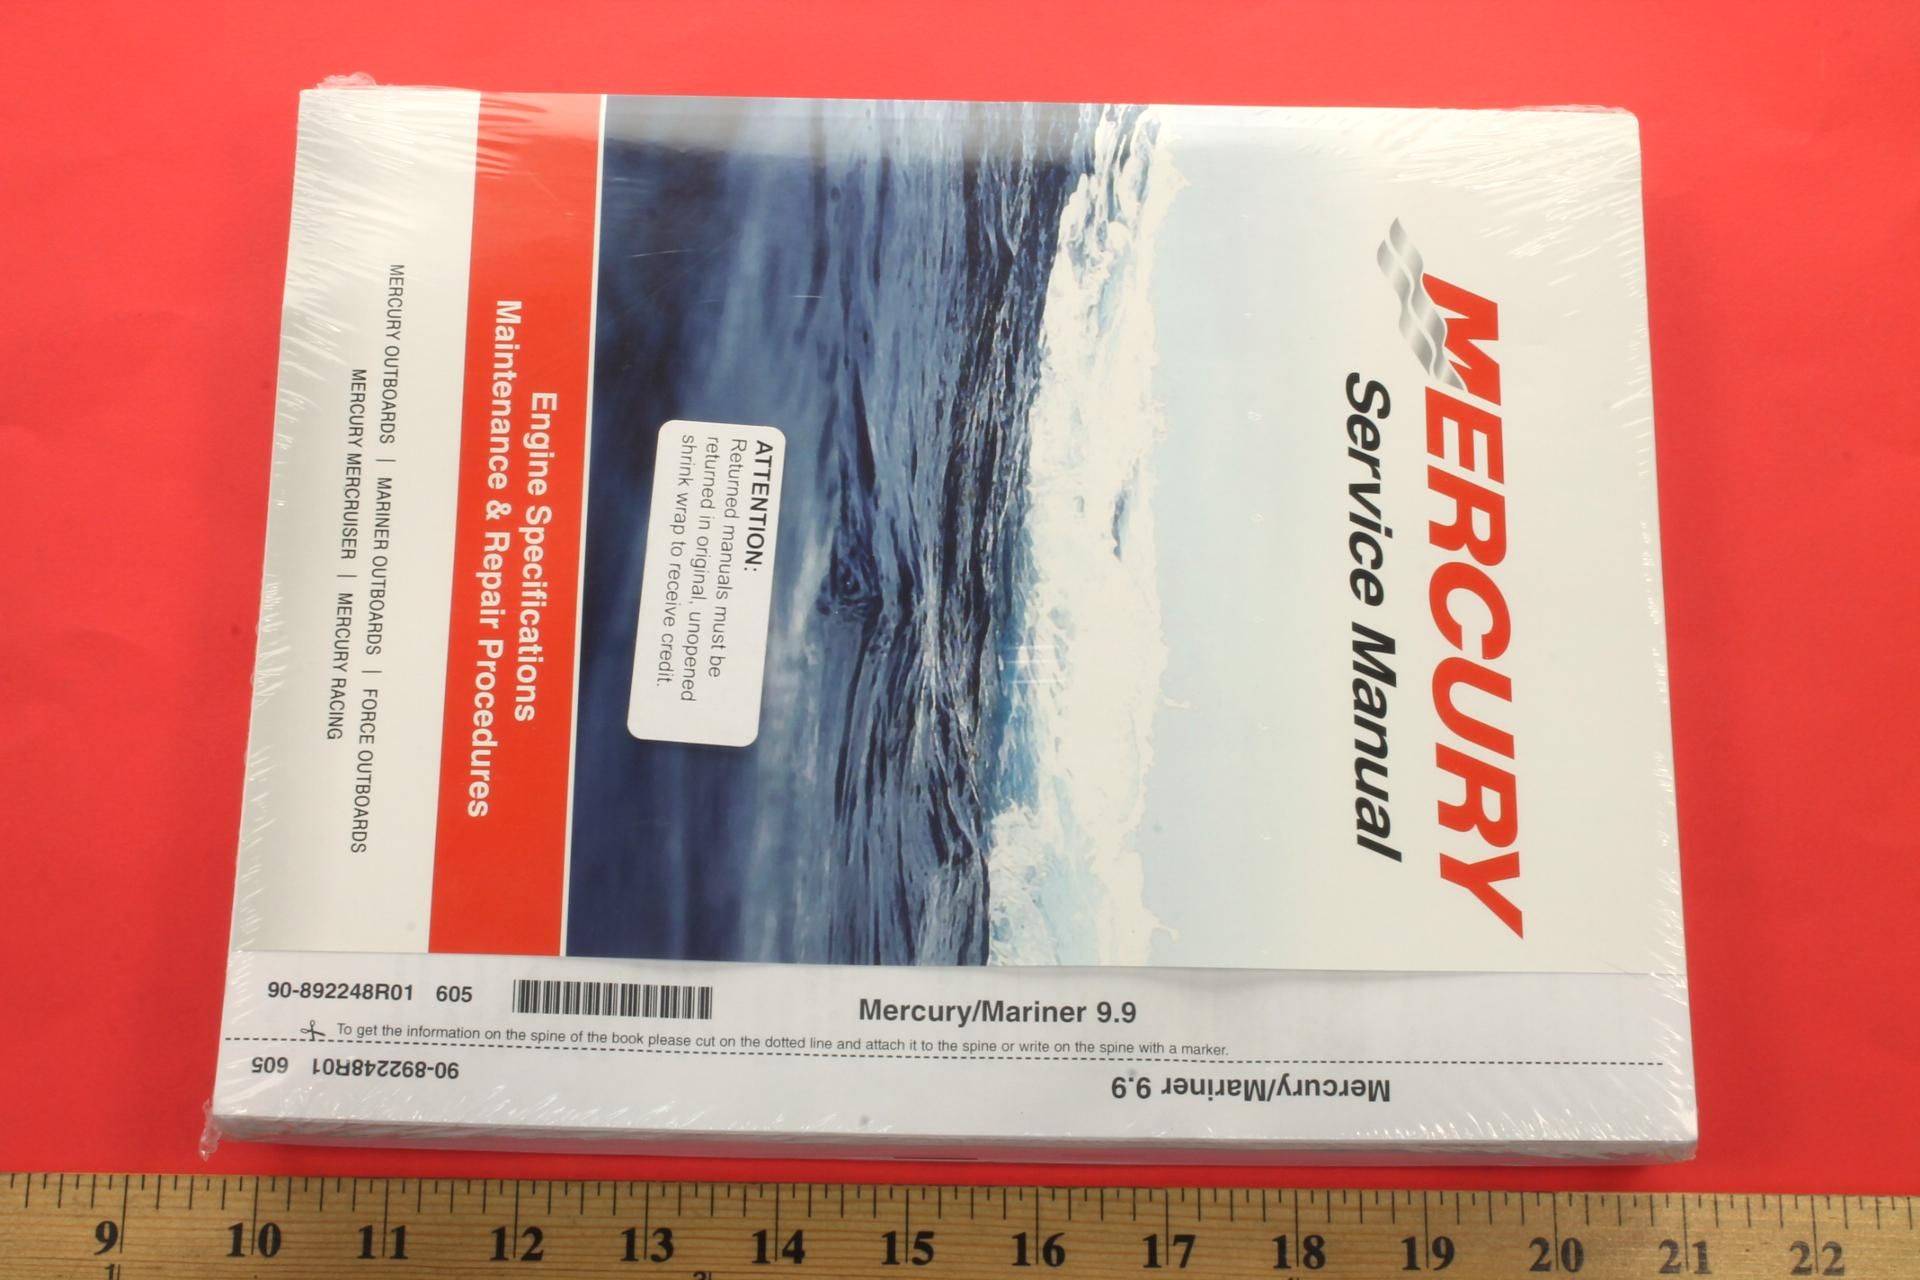 MERCURY
Service Manual
ATTENTION:
Returned manuals must be
returned in original, unopened
shrink wrap to receive credit.
Engine Specifications
Maintenance & Repair Procedures
MERCURY OUTBOARDS | MARINER OUTBOARDS | FORCE OUTBOARDS
MERCURY MERCRUISER | MERCURY RACING
90-892248R01 605
Mercury/Mariner 9.9
To get the information on the spine of the book please cut on the dotted line and attach it to the spine or write on the spine with a marker.
90-892248R01 605
Mercury/Mariner 9.9
9 10 11 12 13 14 15 16 17 18 19 20 21 22